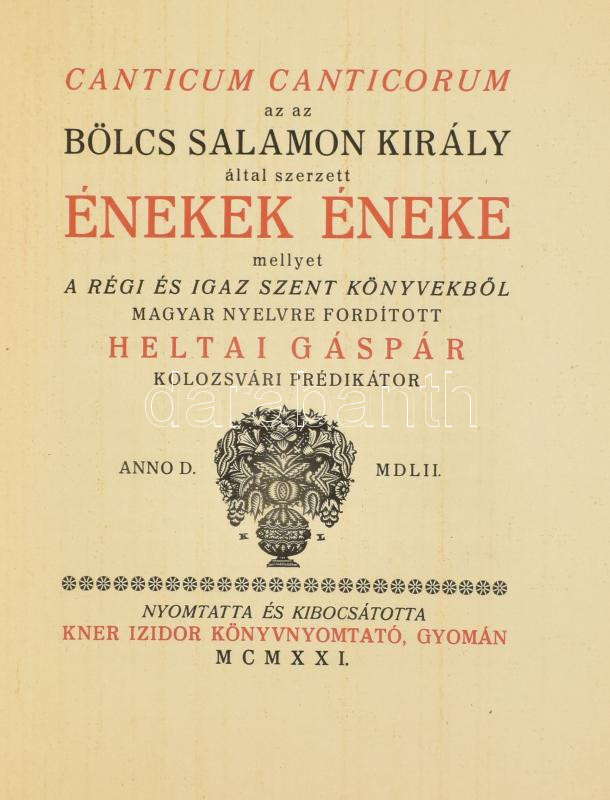 CANTICUM CANTICORUM
az az
BÖLCS SALAMON KIRÁLY
által szerzett
ÉNEKEK ÉNEKE
mellyet
A RÉGI ÉS IGAZ SZENT KÖNYVEKBŐL
MAGYAR NYELVRE FORDÍTOTT
HELTAI GÁSPÁR
KOLOZSVÁRI PRÉDIKÁTOR
darabanth
ANNO D. MDLII.
K L
NYOMTATTA ÉS KIBOCSÁTOTTA
KNER IZIDOR KÖNYVNYOMTATÓ, GYOMÁN
MCMXXI.